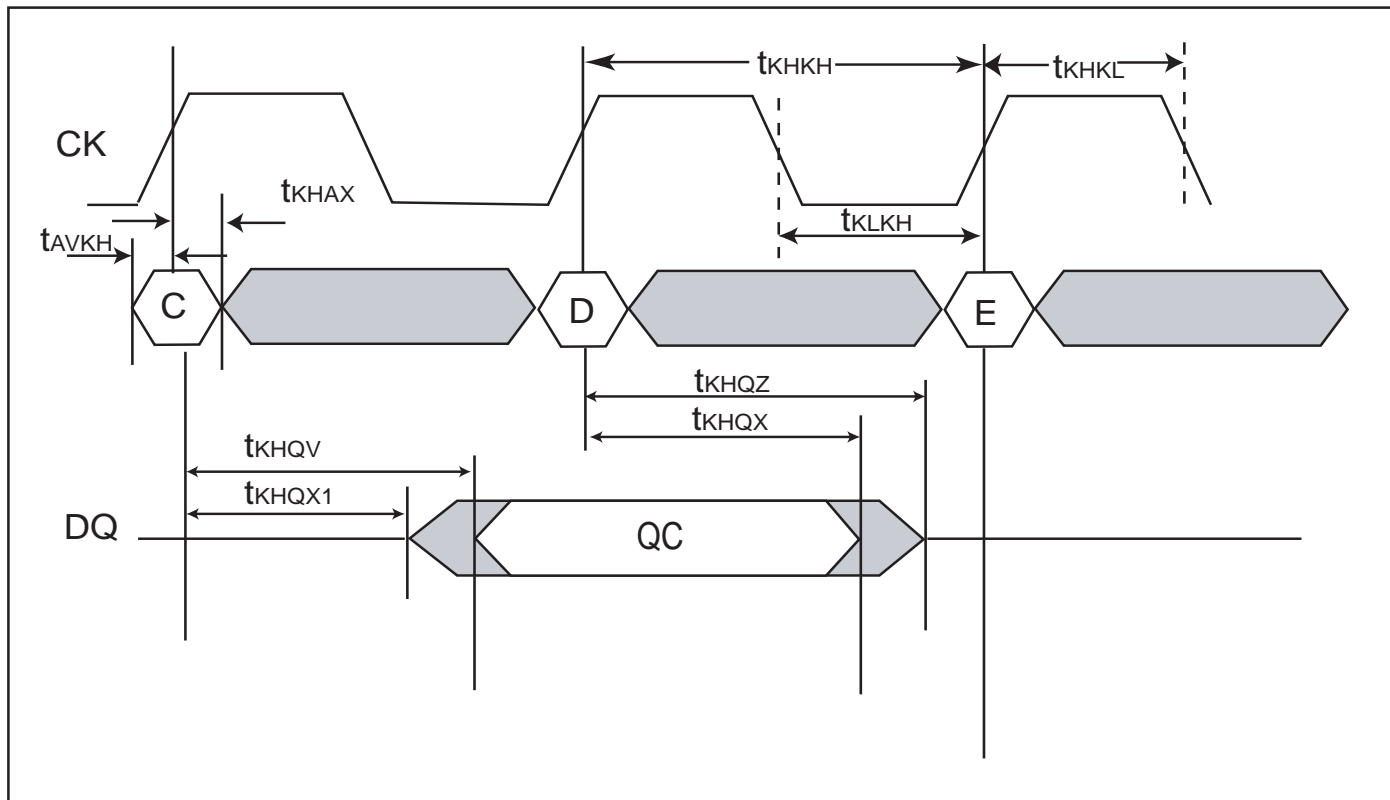 tKHKH
tKHKL
CK
tKHAX
tAVKH
tKLKH
C
D
E
tKHQZ
tKHQX
tKHQV
tKHQX1
DQ
QC